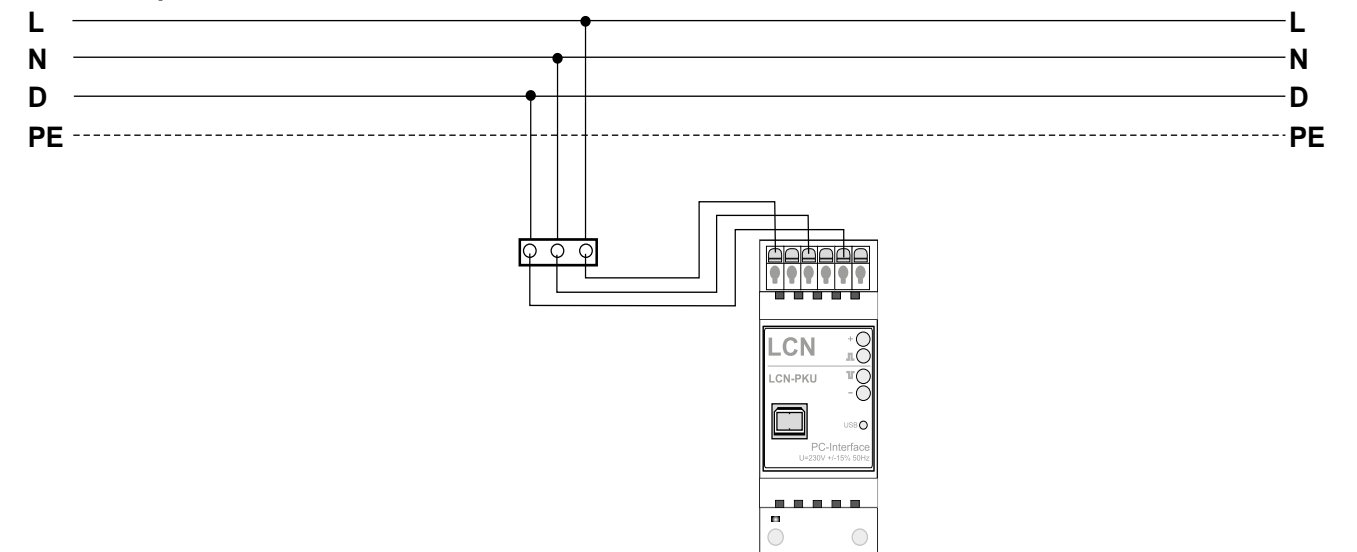 L L
N N
D D
PE PE
LCN +
LCN-PKU
-
USB
PC-Interface
U=230V +/-15% 50Hz